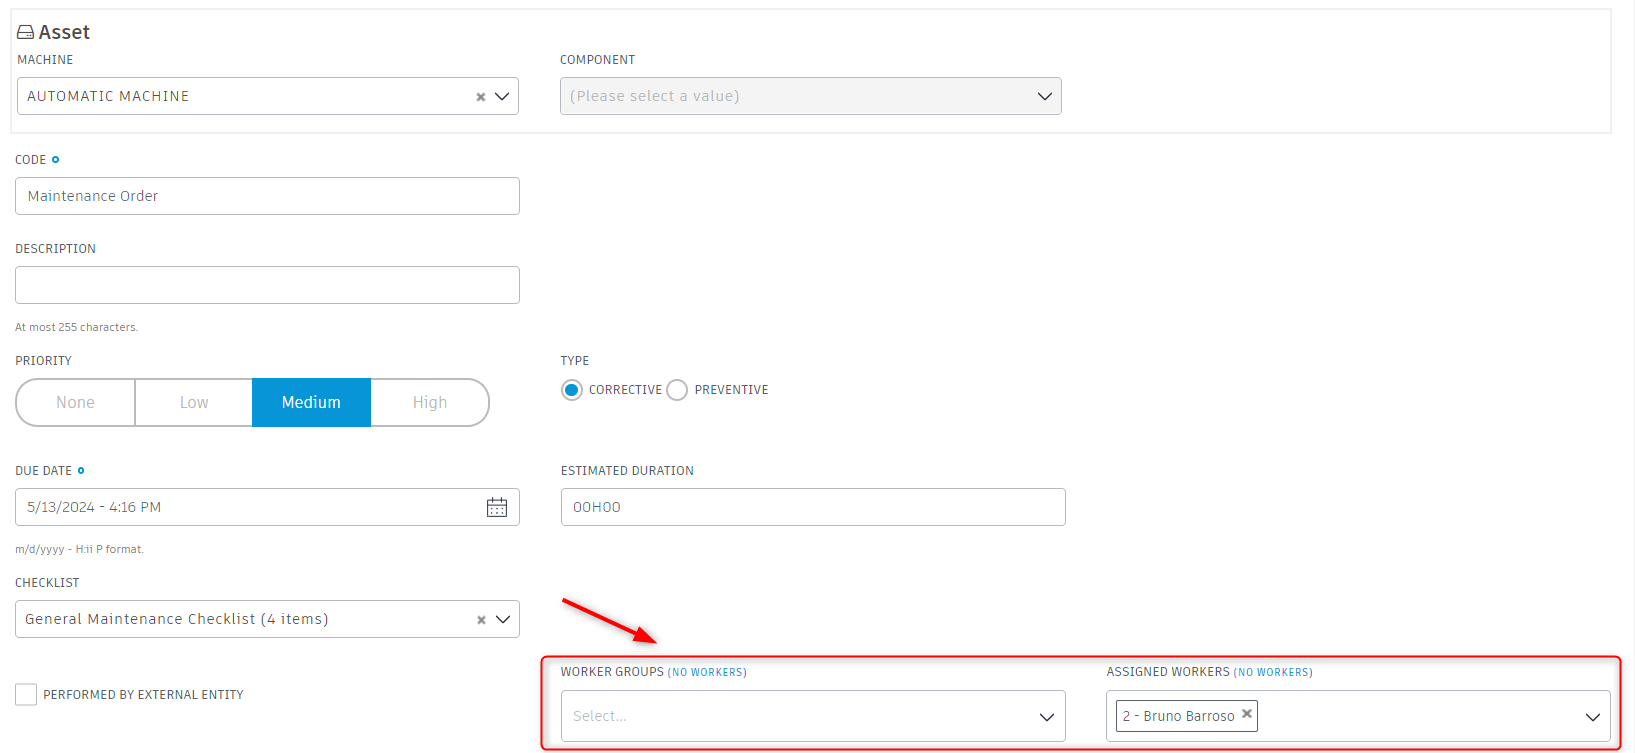 Asset
MACHINE
COMPONENT
AUTOMATIC MACHINE
(Please select a value)
CODE
Maintenance Order
DESCRIPTION
At most 255 characters.
PRIORITY
TYPE
None Low Medium High
CORRECTIVE PREVENTIVE
DUE DATE
ESTIMATED DURATION
5/13/2024 - 4:16 PM
00H00
m/d/yyyy - H:ii P format.
CHECKLIST
General Maintenance Checklist (4 items)
PERFORMED BY EXTERNAL ENTITY
WORKER GROUPS (NO WORKERS)
Select...
ASSIGNED WORKERS (NO WORKERS)
2 - Bruno Barroso